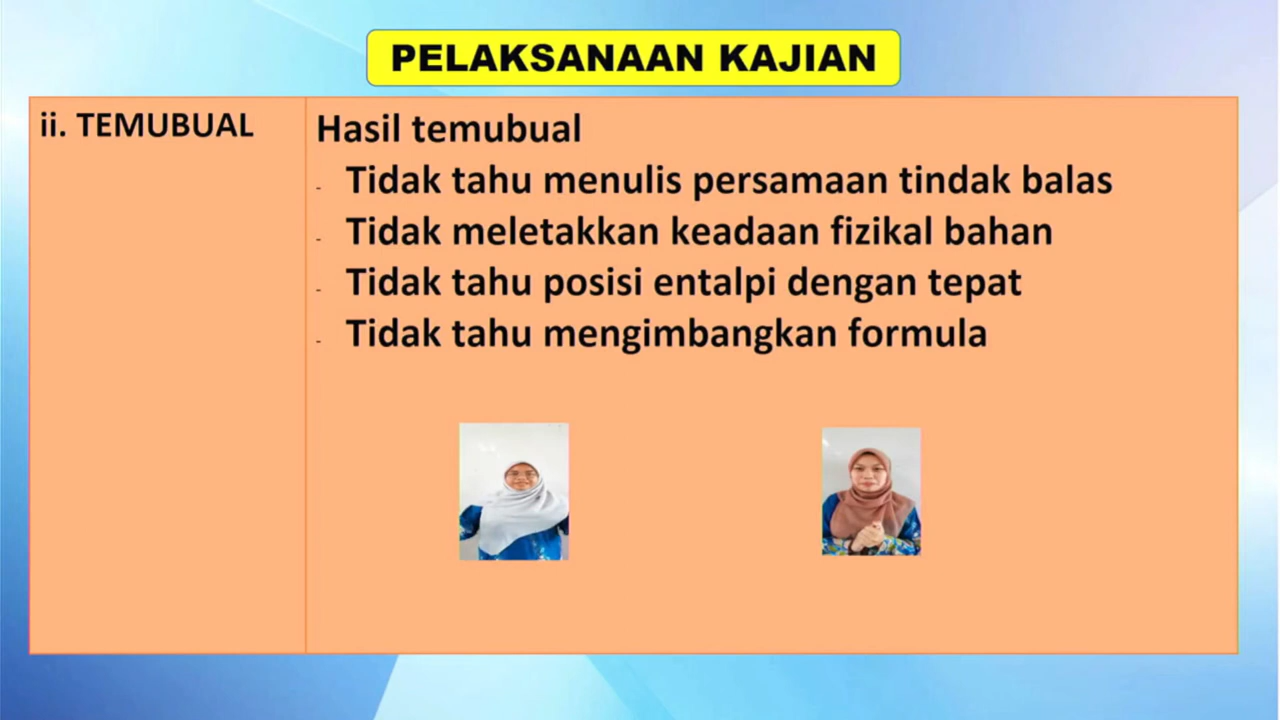 PELAKSANAAN KAJIAN
ii. TEMUBUAL
Hasil temubual
- Tidak tahu menulis persamaan tindak balas
- Tidak meletakkan keadaan fizikal bahan
- Tidak tahu posisi entalpi dengan tepat
- Tidak tahu mengimbangkan formula